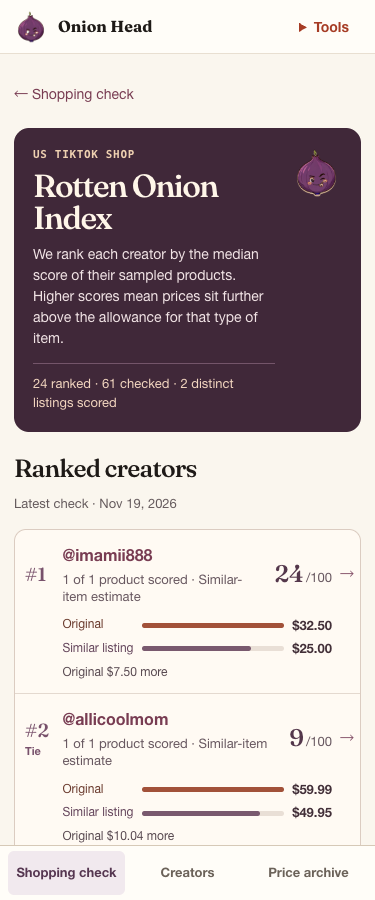 Onion Head
▶ Tools
← Shopping check
US TIKTOK SHOP
Rotten Onion
Index
We rank each creator by the median
score of their sampled products.
Higher scores mean prices sit further
above the allowance for that type of
item.
24 ranked · 61 checked · 2 distinct
listings scored
Ranked creators
Latest check · Nov 19, 2026
#1
@imamii888
1 of 1 product scored · Similar-
item estimate
24/100 →
Original $32.50
Similar listing $25.00
Original $7.50 more
#2
Tie
@allicoolmom
1 of 1 product scored · Similar-item
estimate
9/100 →
Original $59.99
Similar listing $49.95
Original $10.04 more
Shopping check Creators Price archive